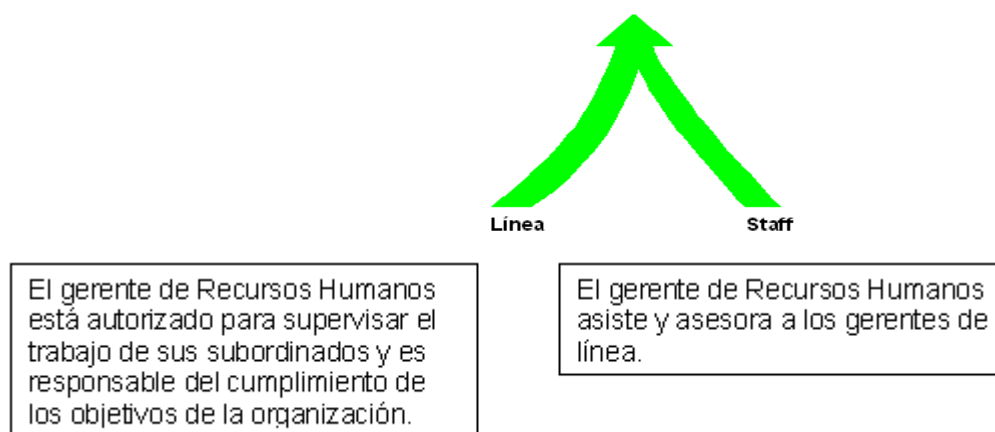 Línea
Staff
El gerente de Recursos Humanos
está autorizado para supervisar el
trabajo de sus subordinados y es
responsable del cumplimiento de
los objetivos de la organización.
El gerente de Recursos Humanos
asiste y asesora a los gerentes de
línea.